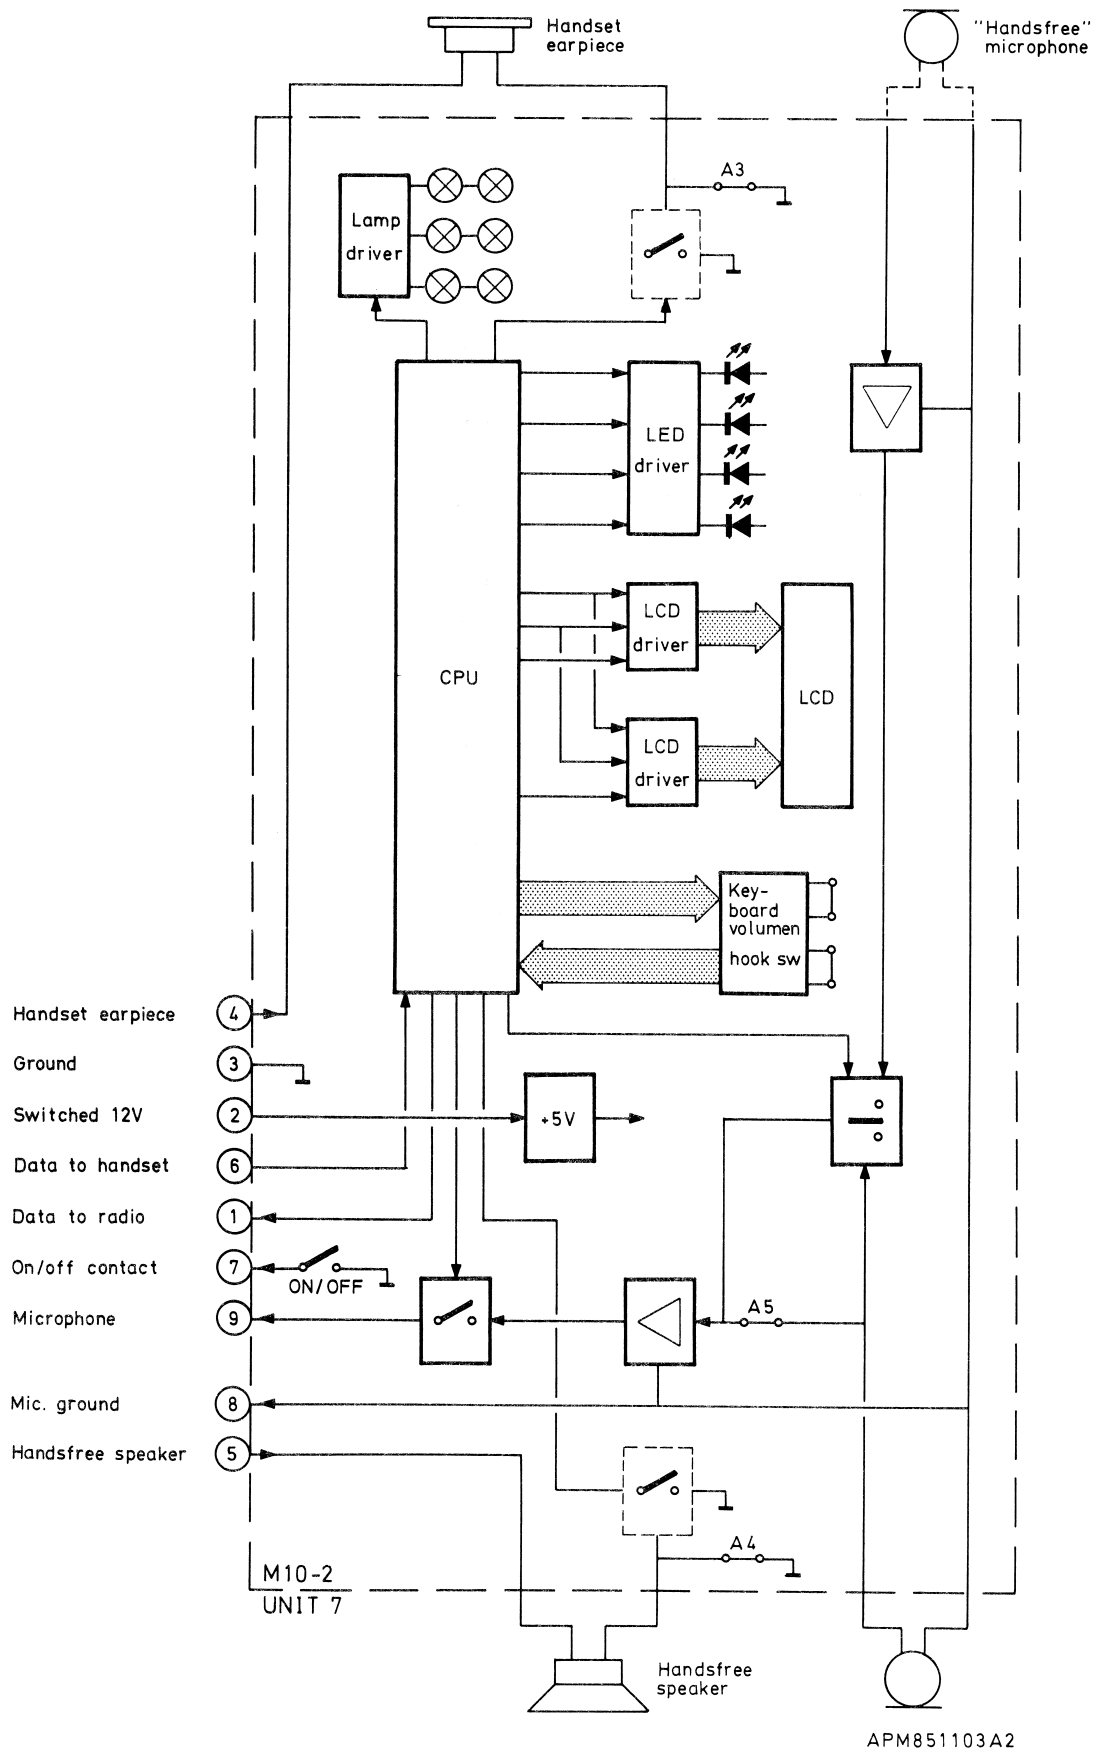 Handset
earpiece
"Handsfree"
microphone
A3
Lamp
driver
LED
driver
LCD
driver
CPU
LCD
LCD
driver
Key-
board
volumen
hook sw
Handset earpiece 4
Ground 3
Switched 12V 2
+5V
Data to handset 6
Data to radio 1
On/off contact 7
ON/OFF
Microphone 9
A5
Mic. ground 8
Handsfree speaker 5
A4
M10-2
UNIT 7
Handsfree
speaker
APM851103A2